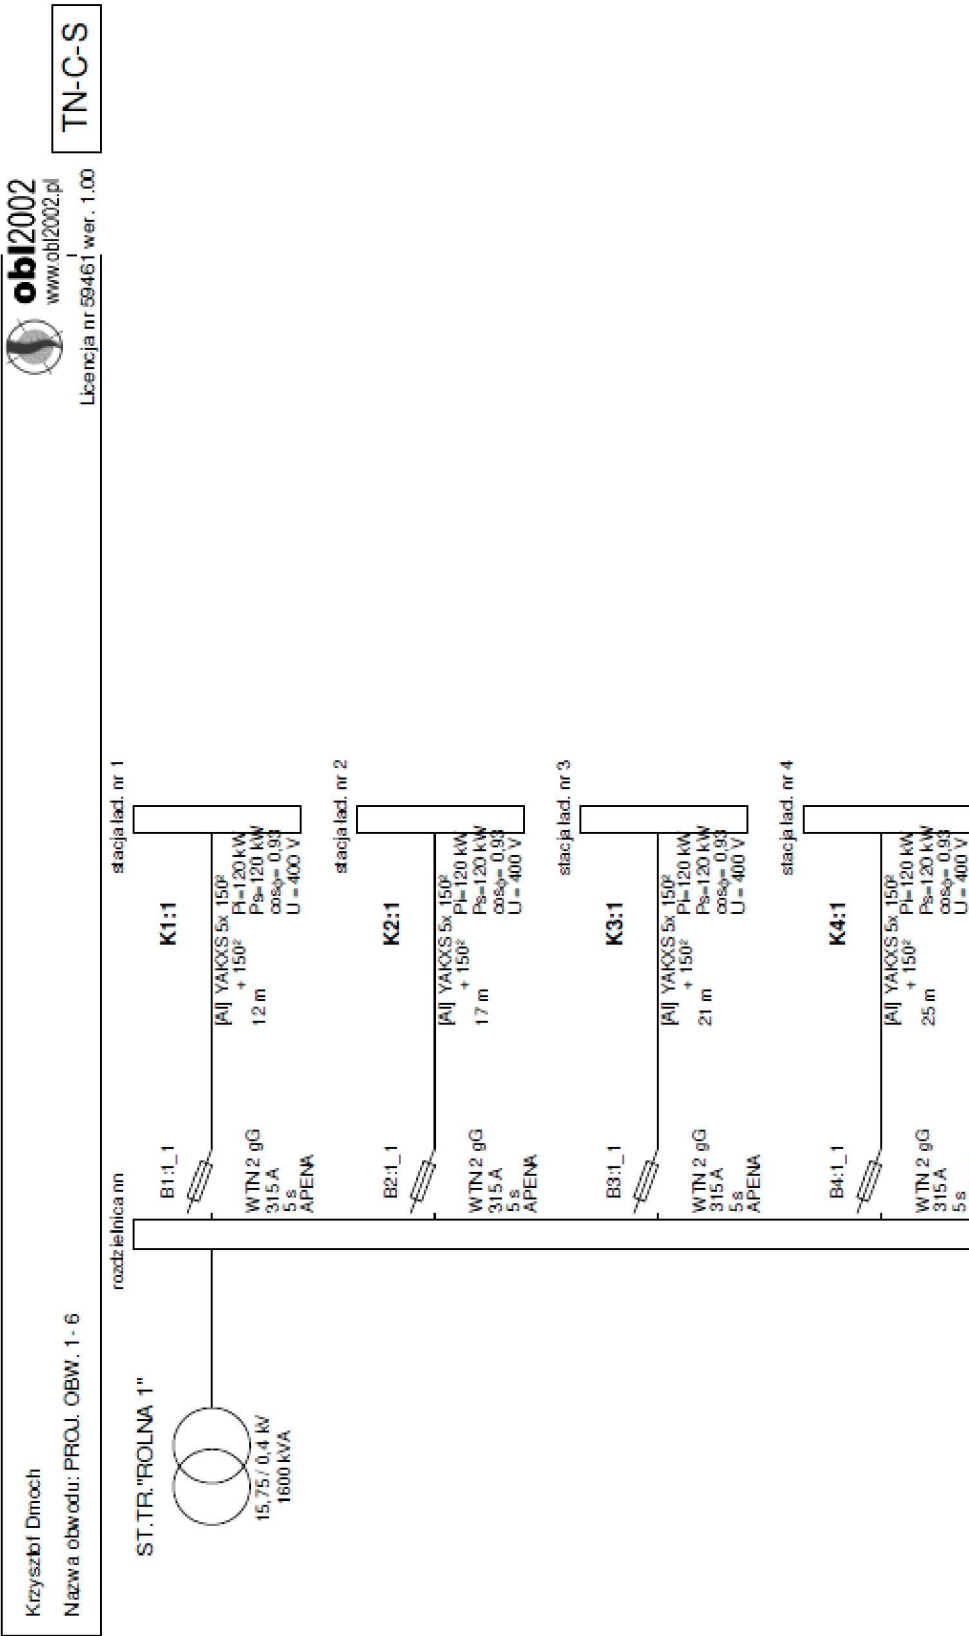 Krzysztof Dmoch
Nazwa obwodu: PROJ. OBW. 1- 6
obl2002
www.obl2002.pl
Licencja nr 59461 wer. 1.00
TN-C-S
ST.TR."ROLNA 1"
15,75 / 0,4 kV
1600 kVA
rozdzielnica nn
B1:1_1
WTN 2 gG
315 A
5 s
APENA
K1:1
[Al] YAKXS 5x 150²
+ 150²
12 m
Pi=120 kW
Ps=120 kW
cosφ= 0,93
U = 400 V
stacja ład. nr 1
B2:1_1
WTN 2 gG
315 A
5 s
APENA
K2:1
[Al] YAKXS 5x 150²
+ 150²
17 m
Pi=120 kW
Ps=120 kW
cosφ= 0,93
U = 400 V
stacja ład. nr 2
B3:1_1
WTN 2 gG
315 A
5 s
APENA
K3:1
[Al] YAKXS 5x 150²
+ 150²
21 m
Pi=120 kW
Ps=120 kW
cosφ= 0,93
U = 400 V
stacja ład. nr 3
B4:1_1
WTN 2 gG
315 A
5 s
K4:1
[Al] YAKXS 5x 150²
+ 150²
25 m
Pi=120 kW
Ps=120 kW
cosφ= 0,93
U = 400 V
stacja ład. nr 4